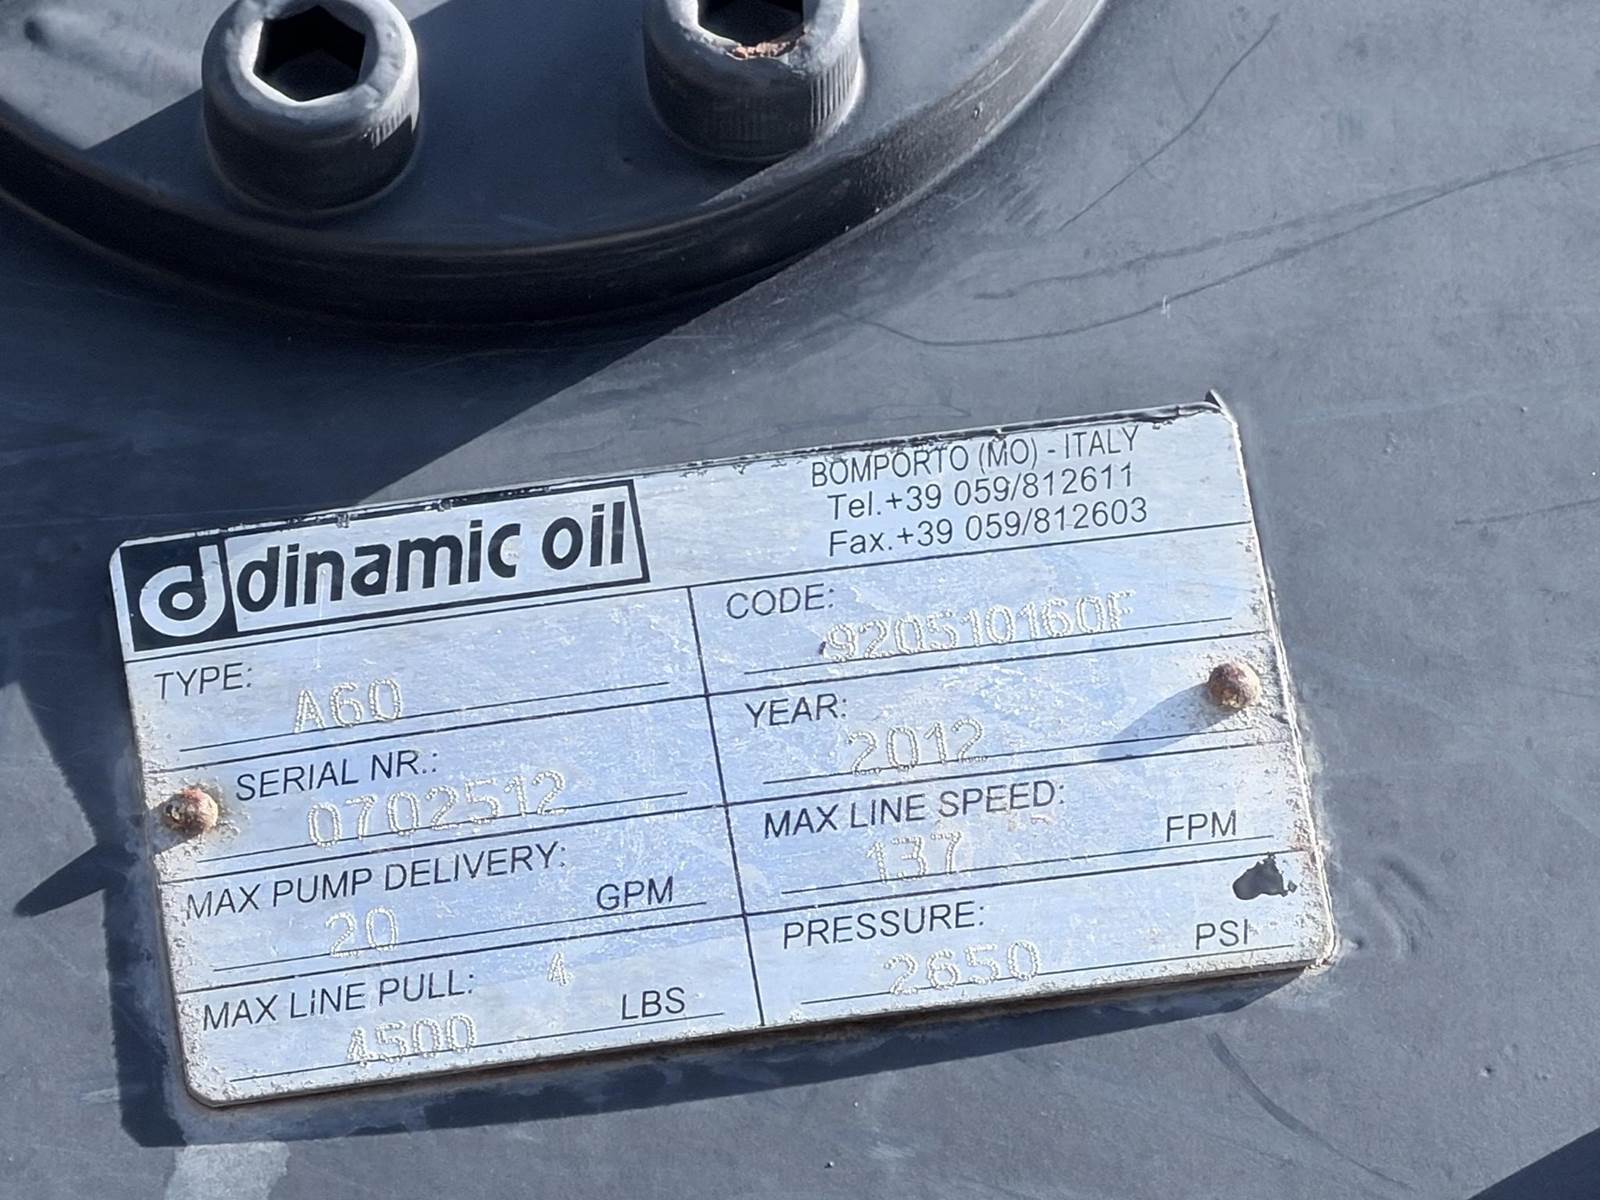 dinamic oil
BOMPORTO (MO) - ITALY
Tel.+39 059/812611
Fax.+39 059/812603
TYPE:
A60
CODE:
920510160F
SERIAL NR.:
0702512
YEAR:
2012
MAX PUMP DELIVERY:
20 GPM
MAX LINE SPEED:
137 FPM
MAX LINE PULL: 4
4500 LBS
PRESSURE:
2650 PSI